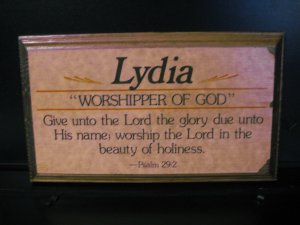 Lydia
"WORSHIPPER OF GOD"
Give unto the Lord the glory due unto
His name; worship the Lord in the
beauty of holiness.
—Psalm 29:2